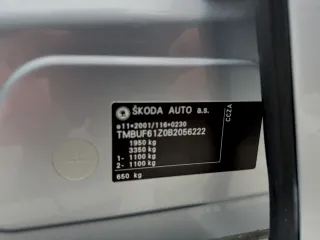 ŠKODA AUTO a.s.
e11*2001/116*0230
TMBUF61Z0B2056222
1950 kg
3350 kg
1- 1100 kg
2- 1100 kg
650 kg
CCZA